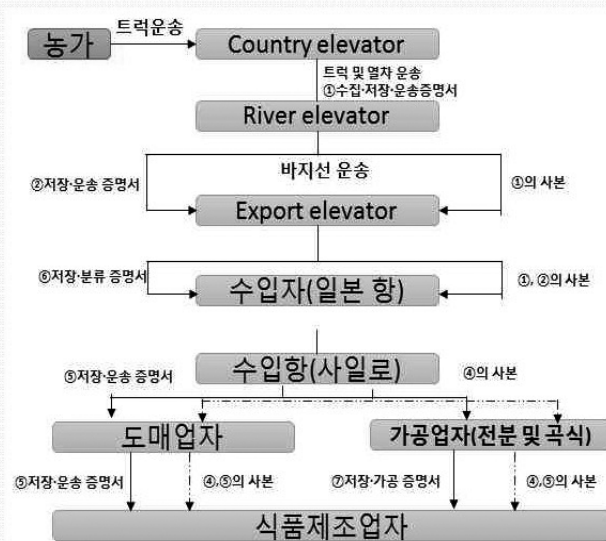 농가
트럭운송
Country elevator
트럭 및 열차 운송
①수집·저장·운송증명서
River elevator
바지선 운송
②저장·운송 증명서
①의 사본
Export elevator
⑥저장·분류 증명서
①, ②의 사본
수입자(일본 항)
수입항(사일로)
⑤저장·운송 증명서
④의 사본
도매업자
가공업자(전분 및 곡식)
⑤저장·운송 증명서
④,⑤의 사본
⑦저장·가공 증명서
④,⑤의 사본
식품제조업자